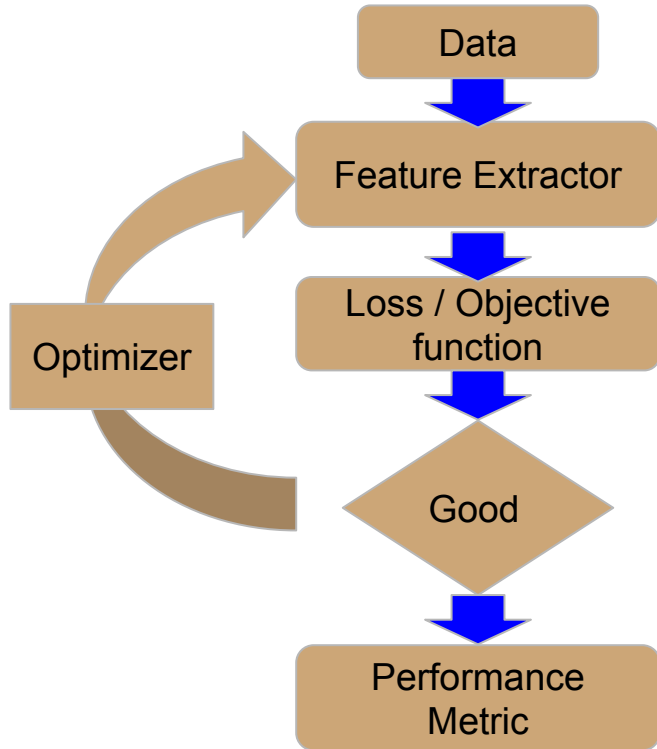 Data
Feature Extractor
Loss / Objective
function
Optimizer
Good
Performance
Metric